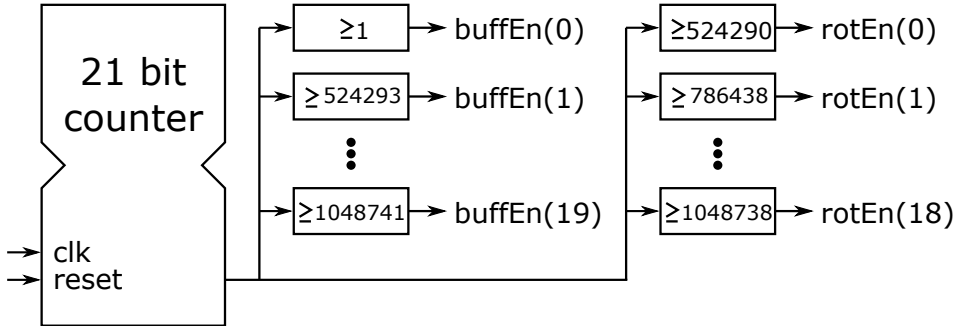 21 bit
counter
clk
reset
≥1
buffEn(0)
≥524293
buffEn(1)
≥1048741
buffEn(19)
≥524290
rotEn(0)
≥786438
rotEn(1)
≥1048738
rotEn(18)